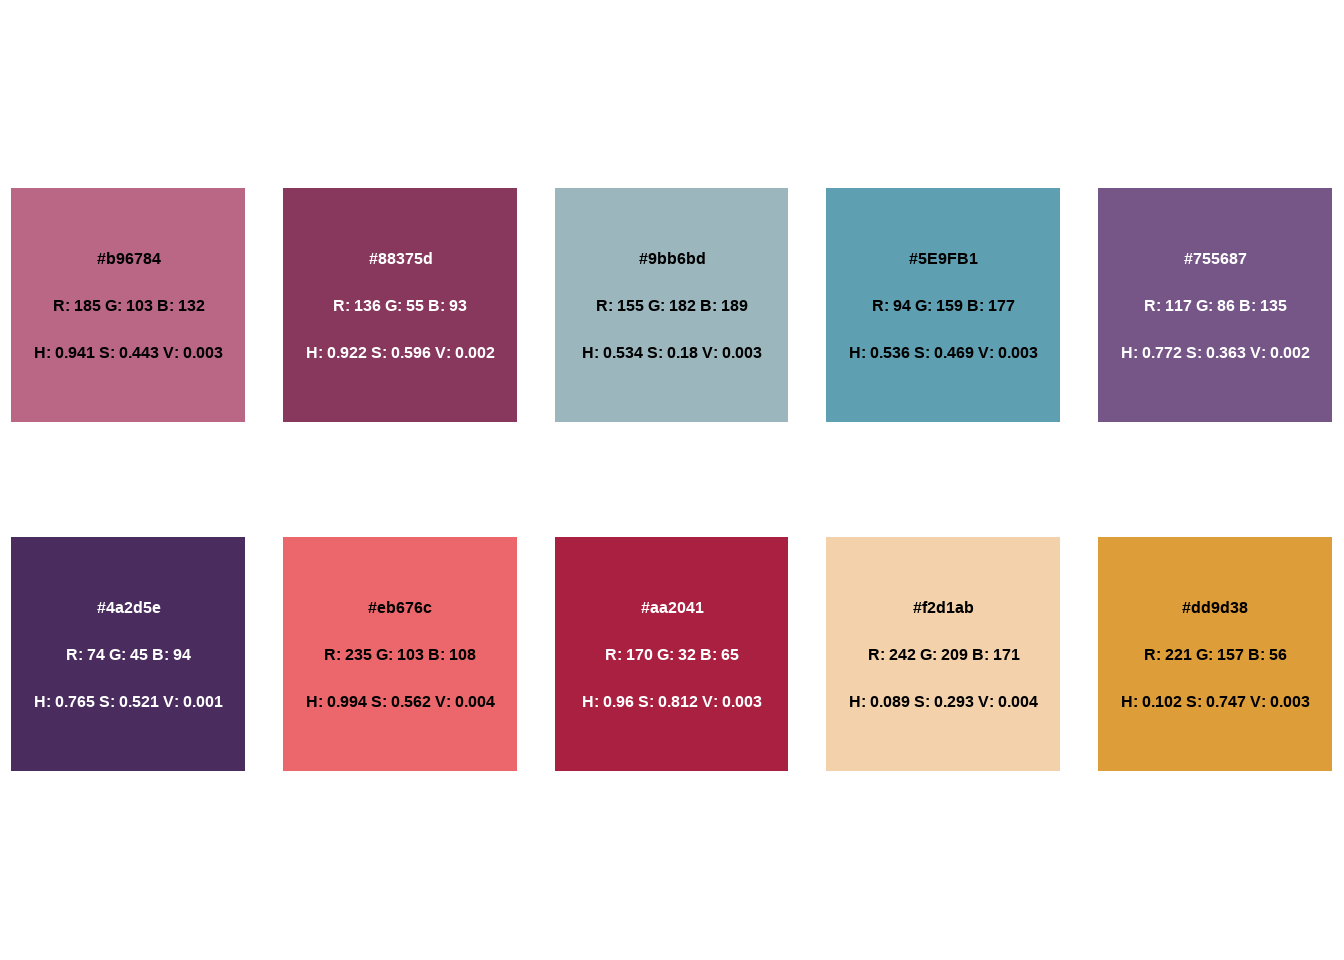 #b96784
R: 185 G: 103 B: 132
H: 0.941 S: 0.443 V: 0.003
#88375d
R: 136 G: 55 B: 93
H: 0.922 S: 0.596 V: 0.002
#9bb6bd
R: 155 G: 182 B: 189
H: 0.534 S: 0.18 V: 0.003
#5E9FB1
R: 94 G: 159 B: 177
H: 0.536 S: 0.469 V: 0.003
#755687
R: 117 G: 86 B: 135
H: 0.772 S: 0.363 V: 0.002
#4a2d5e
R: 74 G: 45 B: 94
H: 0.765 S: 0.521 V: 0.001
#eb676c
R: 235 G: 103 B: 108
H: 0.994 S: 0.562 V: 0.004
#aa2041
R: 170 G: 32 B: 65
H: 0.96 S: 0.812 V: 0.003
#f2d1ab
R: 242 G: 209 B: 171
H: 0.089 S: 0.293 V: 0.004
#dd9d38
R: 221 G: 157 B: 56
H: 0.102 S: 0.747 V: 0.003